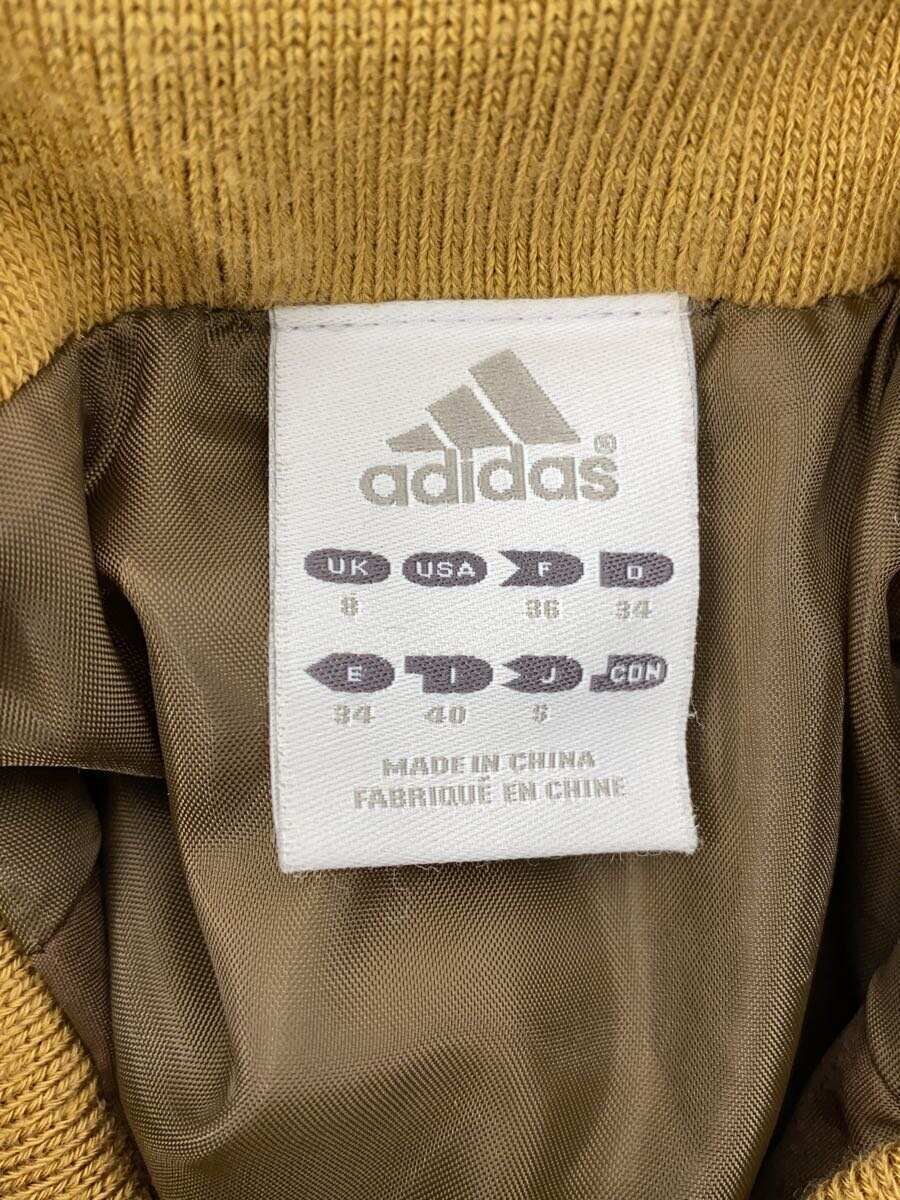 adidas®
UK USA F D
8 36 34
E I J CON
34 40 S
MADE IN CHINA
FABRIQUÉ EN CHINE